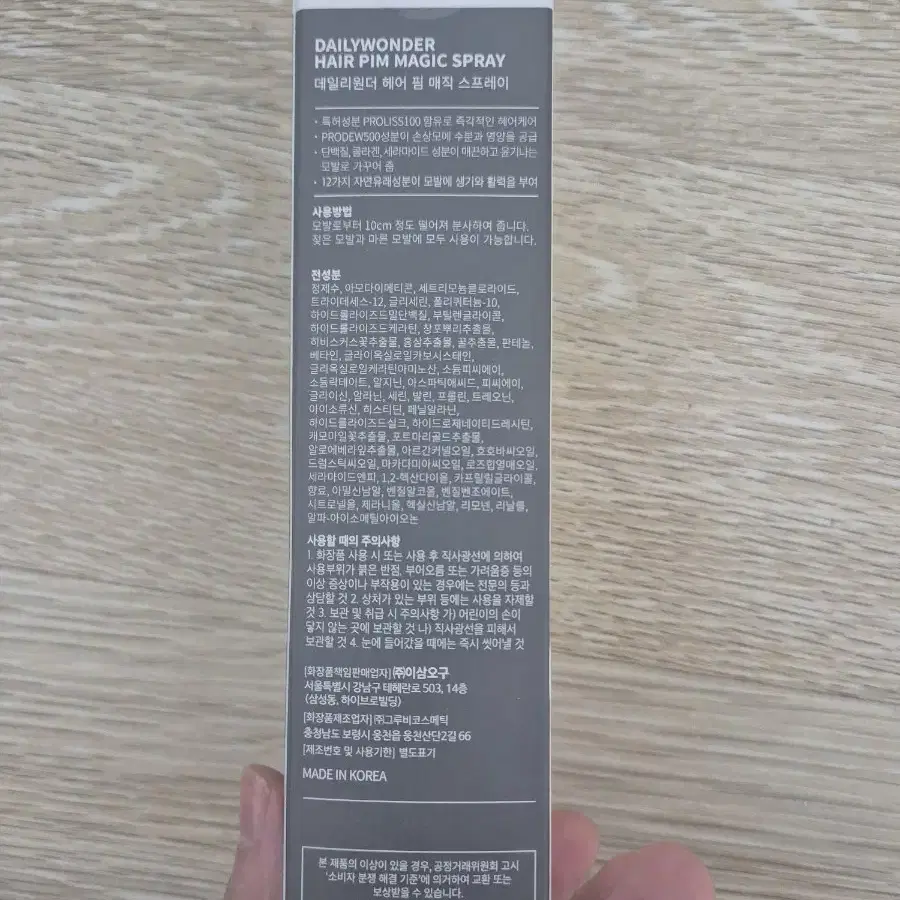 DAILYWONDER
HAIR PIM MAGIC SPRAY
데일리원더 헤어 핌 매직 스프레이
· 특허성분 PROLISS100 함유로 즉각적인 헤어케어
· PRODEW500성분이 손상모에 수분과 영양을 공급
· 단백질, 콜라겐, 세라마이드 성분이 매끈하고 윤기나는
모발로 가꾸어 줌
· 12가지 자연유래성분이 모발에 생기와 활력을 부여
사용방법
모발로부터 10cm 정도 떨어져 분사하여 줍니다.
젖은 모발과 마른 모발에 모두 사용이 가능합니다.
전성분
정제수, 아모다이메티콘, 세트리모늄클로라이드,
트라이데세스-12, 글리세린, 폴리쿼터늄-10,
하이드롤라이즈드밀단백질, 부틸렌글라이콜,
하이드롤라이즈드케라틴, 창포뿌리추출물,
히비스커스꽃추출물, 홍삼추출물, 꿀추출물, 판테놀,
베타인, 글라이옥실로일카보시스테인,
글리옥실로일케라틴아미노산, 소듐피씨에이,
소듐락테이트, 알지닌, 아스파틱애씨드, 피씨에이,
글라이신, 알라닌, 세린, 발린, 프롤린, 트레오닌,
아이소류신, 히스티딘, 페닐알라닌,
하이드롤라이즈드실크, 하이드로제네이티드레시틴,
캐모마일꽃추출물, 포트마리골드추출물,
알로에베라잎추출물, 아르간커넬오일, 호호바씨오일,
드럼스틱씨오일, 마카다미아씨오일, 로즈힙열매오일,
세라마이드엔피, 1,2-헥산다이올, 카프릴릴글라이콜,
향료, 아밀신남알, 벤질알코올, 벤질벤조에이트,
시트로넬올, 제라니올, 헥실신남알, 리모넨, 리날룰,
알파-아이소메틸아이오논
사용할 때의 주의사항
1. 화장품 사용 시 또는 사용 후 직사광선에 의하여
사용부위가 붉은 반점, 부어오름 또는 가려움증 등의
이상 증상이나 부작용이 있는 경우에는 전문의 등과
상담할 것 2. 상처가 있는 부위 등에는 사용을 자제할
것 3. 보관 및 취급 시 주의사항 가) 어린이의 손이
닿지 않는 곳에 보관할 것 나) 직사광선을 피해서
보관할 것 4. 눈에 들어갔을 때에는 즉시 씻어낼 것
[화장품책임판매업자] ㈜이삼오구
서울특별시 강남구 테헤란로 503, 14층
(삼성동, 하이브로빌딩)
[화장품제조업자] ㈜그루비코스메틱
충청남도 보령시 웅천읍 웅천산단2길 66
[제조번호 및 사용기한] 별도표기
MADE IN KOREA
본 제품의 이상이 있을 경우, 공정거래위원회 고시
'소비자 분쟁 해결 기준'에 의거하여 교환 또는
보상받을 수 있습니다.